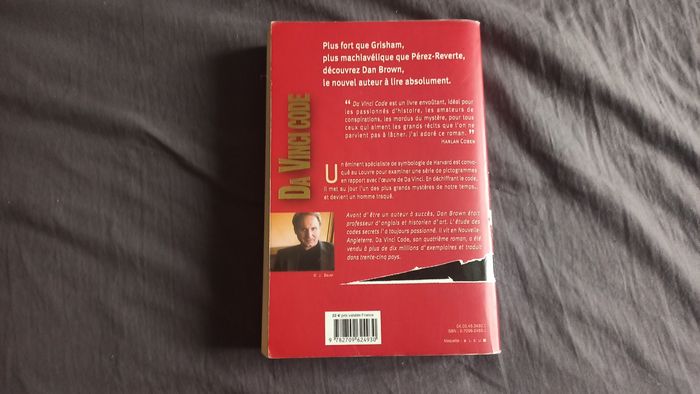 Plus fort que Grisham,
plus machiavélique que Pérez-Reverte,
découvrez Dan Brown,
le nouvel auteur à lire absolument.
DA VINCI CODE
" Da Vinci Code est un livre envoûtant, idéal pour
les passionnés d'histoire, les amateurs de
conspirations, les mordus du mystère, pour tous
ceux qui aiment les grands récits que l'on ne
parvient pas à lâcher. J'ai adoré ce roman. "
HARLAN COBEN
Un éminent spécialiste de symbologie de Harvard est convo-
qué au Louvre pour examiner une série de pictogrammes
en rapport avec l'œuvre de Da Vinci. En déchiffrant le code,
il met au jour l'un des plus grands mystères de notre temps...
et devient un homme traqué.
Avant d'être un auteur à succès, Dan Brown était
professeur d'anglais et historien d'art. L'étude des
codes secrets l'a toujours passionné. Il vit en Nouvelle-
Angleterre. Da Vinci Code, son quatrième roman, a été
vendu à plus de dix millions d'exemplaires et traduit
dans trente-cinq pays.
J. Bauer
22 € prix valable France
9 782709 624930
ISBN :
Maquette :